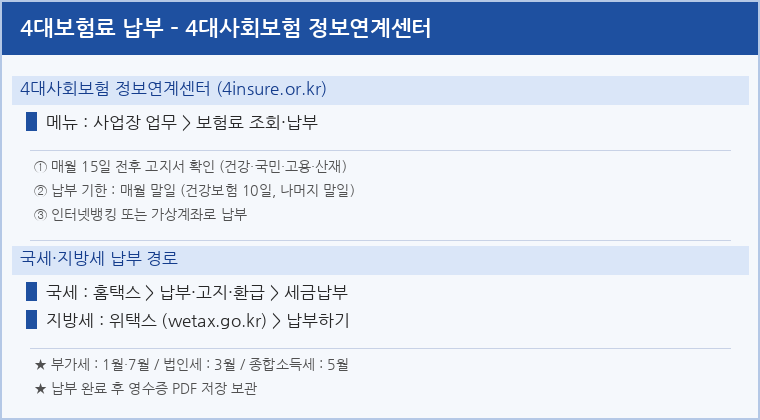 4대보험료 납부 - 4대사회보험 정보연계센터
4대사회보험 정보연계센터 (4insure.or.kr)
메뉴 : 사업장 업무 > 보험료 조회·납부
① 매월 15일 전후 고지서 확인 (건강·국민·고용·산재)
② 납부 기한 : 매월 말일 (건강보험 10일, 나머지 말일)
③ 인터넷뱅킹 또는 가상계좌로 납부
국세·지방세 납부 경로
국세 : 홈택스 > 납부·고지·환급 > 세금납부
지방세 : 위택스 (wetax.go.kr) > 납부하기
★ 부가세 : 1월·7월 / 법인세 : 3월 / 종합소득세 : 5월
★ 납부 완료 후 영수증 PDF 저장 보관